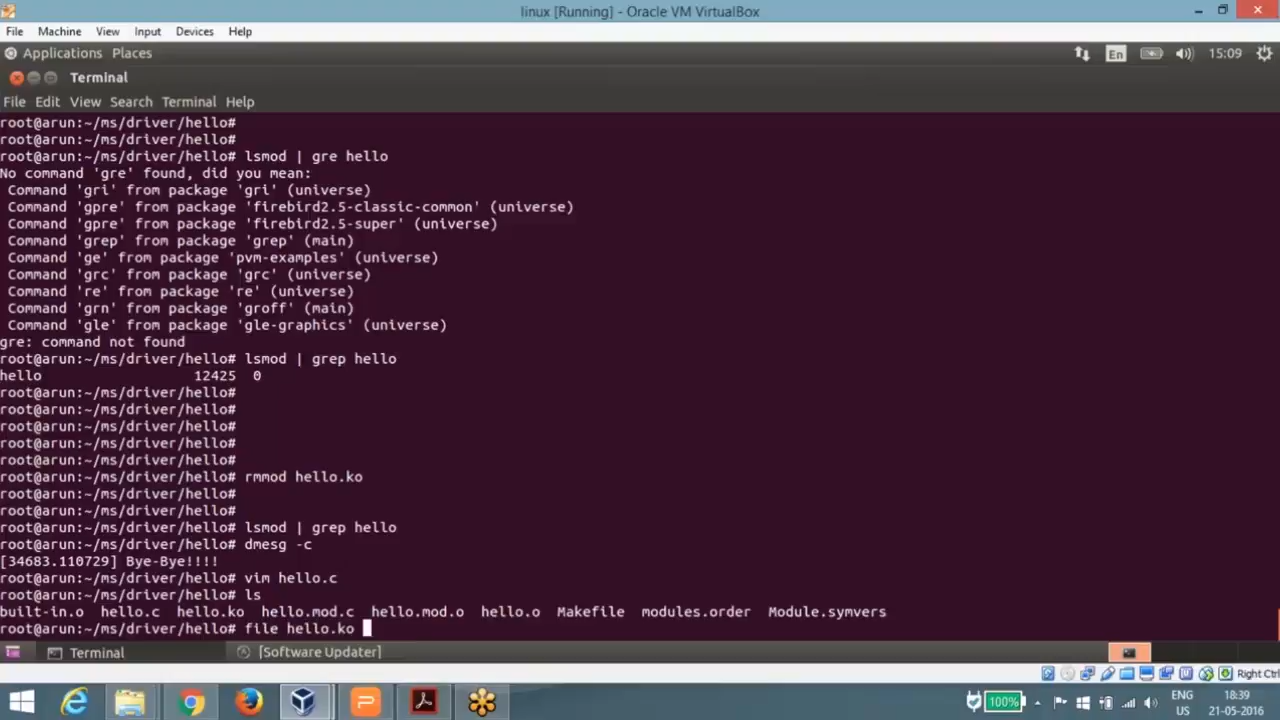 linux [Running] - Oracle VM VirtualBox
File Machine View Input Devices Help
Applications Places En 15:09
Terminal
File Edit View Search Terminal Help
root@arun:~/ms/driver/hello#
root@arun:~/ms/driver/hello#
root@arun:~/ms/driver/hello# lsmod | gre hello
No command 'gre' found, did you mean:
Command 'gri' from package 'gri' (universe)
Command 'gpre' from package 'firebird2.5-classic-common' (universe)
Command 'gpre' from package 'firebird2.5-super' (universe)
Command 'grep' from package 'grep' (main)
Command 'ge' from package 'pvm-examples' (universe)
Command 'grc' from package 'grc' (universe)
Command 're' from package 're' (universe)
Command 'grn' from package 'groff' (main)
Command 'gle' from package 'gle-graphics' (universe)
gre: command not found
root@arun:~/ms/driver/hello# lsmod | grep hello
hello 12425 0
root@arun:~/ms/driver/hello#
root@arun:~/ms/driver/hello#
root@arun:~/ms/driver/hello#
root@arun:~/ms/driver/hello#
root@arun:~/ms/driver/hello#
root@arun:~/ms/driver/hello# rmmod hello.ko
root@arun:~/ms/driver/hello#
root@arun:~/ms/driver/hello#
root@arun:~/ms/driver/hello# lsmod | grep hello
root@arun:~/ms/driver/hello# dmesg -c
[34683.110729] Bye-Bye!!!!
root@arun:~/ms/driver/hello# vim hello.c
root@arun:~/ms/driver/hello# ls
built-in.o hello.c hello.ko hello.mod.c hello.mod.o hello.o Makefile modules.order Module.symvers
root@arun:~/ms/driver/hello# file hello.ko
Terminal [Software Updater]
Right Ctrl
100% ENG 18:39
US 21-05-2016